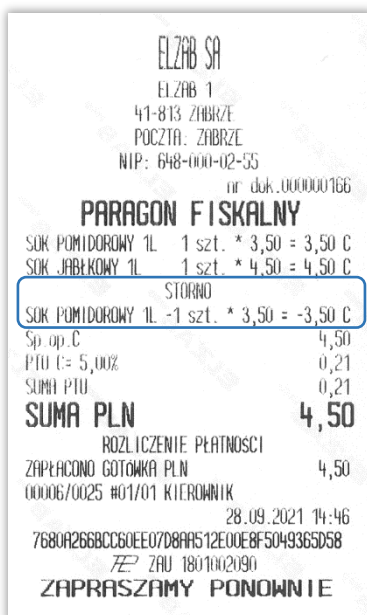 ELZAB SA
ELZAB 1
41-813 ZABRZE
POCZTA: ZABRZE
NIP: 648-000-02-55
nr dok.000000166
PARAGON FISKALNY
SOK POMIDOROWY 1L 1 szt. * 3,50 = 3,50 C
SOK JABŁKOWY 1L 1 szt. * 4,50 = 4,50 C
STORNO
SOK POMIDOROWY 1L -1 szt. * 3,50 = -3,50 C
Sp.op.C 4,50
PTU C= 5,00% 0,21
SUMA PTU 0,21
SUMA PLN 4,50
ROZLICZENIE PŁATNOŚCI
ZAPŁACONO GOTÓWKA PLN 4,50
00006/0025 #01/01 KIEROWNIK
28.09.2021 14:46
7680A266BCC60EE07D8AA512E00E8F5049365D58
ZAU 1801002090
ZAPRASZAMY PONOWNIE